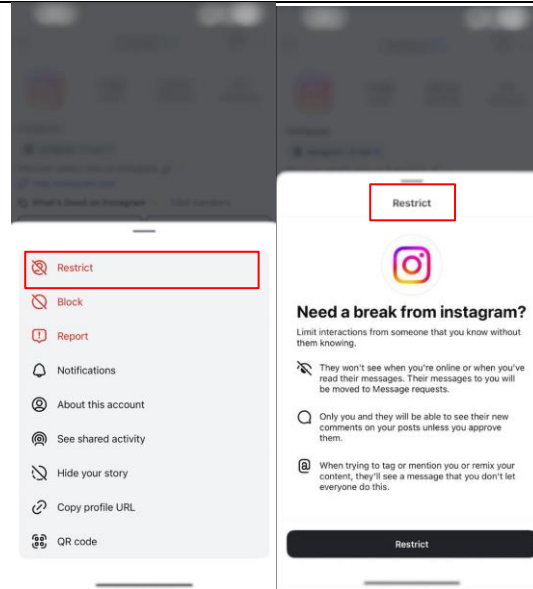 Restrict
Block
Report
Notifications
About this account
See shared activity
Hide your story
Copy profile URL
QR code
Restrict
Need a break from instagram?
Limit interactions from someone that you know without
them knowing.
They won't see when you're online or when you've
read their messages. Their messages to you will
be moved to Message requests.
Only you and they will be able to see their new
comments on your posts unless you approve
them.
When trying to tag or mention you or remix your
content, they'll see a message that you don't let
everyone do this.
Restrict